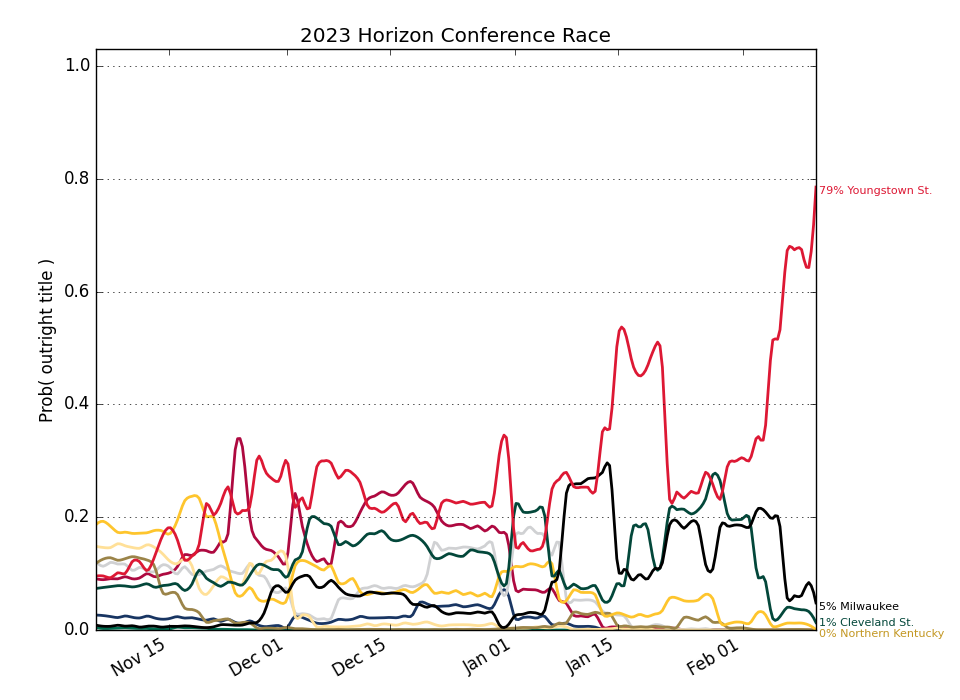 2023 Horizon Conference Race
Prob( outright title )
1.0
0.8
0.6
0.4
0.2
0.0
Nov 15
Dec 01
Dec 15
Jan 01
Jan 15
Feb 01
79% Youngstown St.
5% Milwaukee
1% Cleveland St.
0% Northern Kentucky